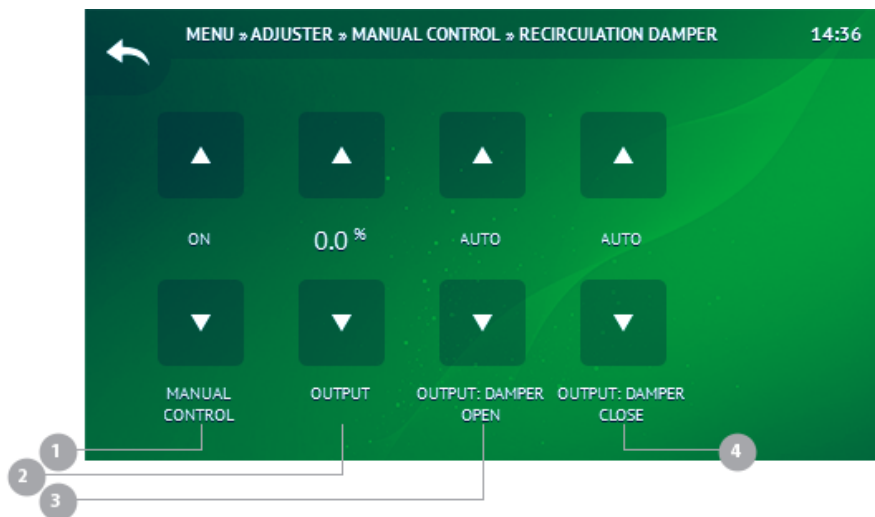 MENU » ADJUSTER » MANUAL CONTROL » RECIRCULATION DAMPER 14:36
ON 0.0 % AUTO AUTO
MANUAL CONTROL
OUTPUT
OUTPUT: DAMPER OPEN
OUTPUT: DAMPER CLOSE
1
2
3
4